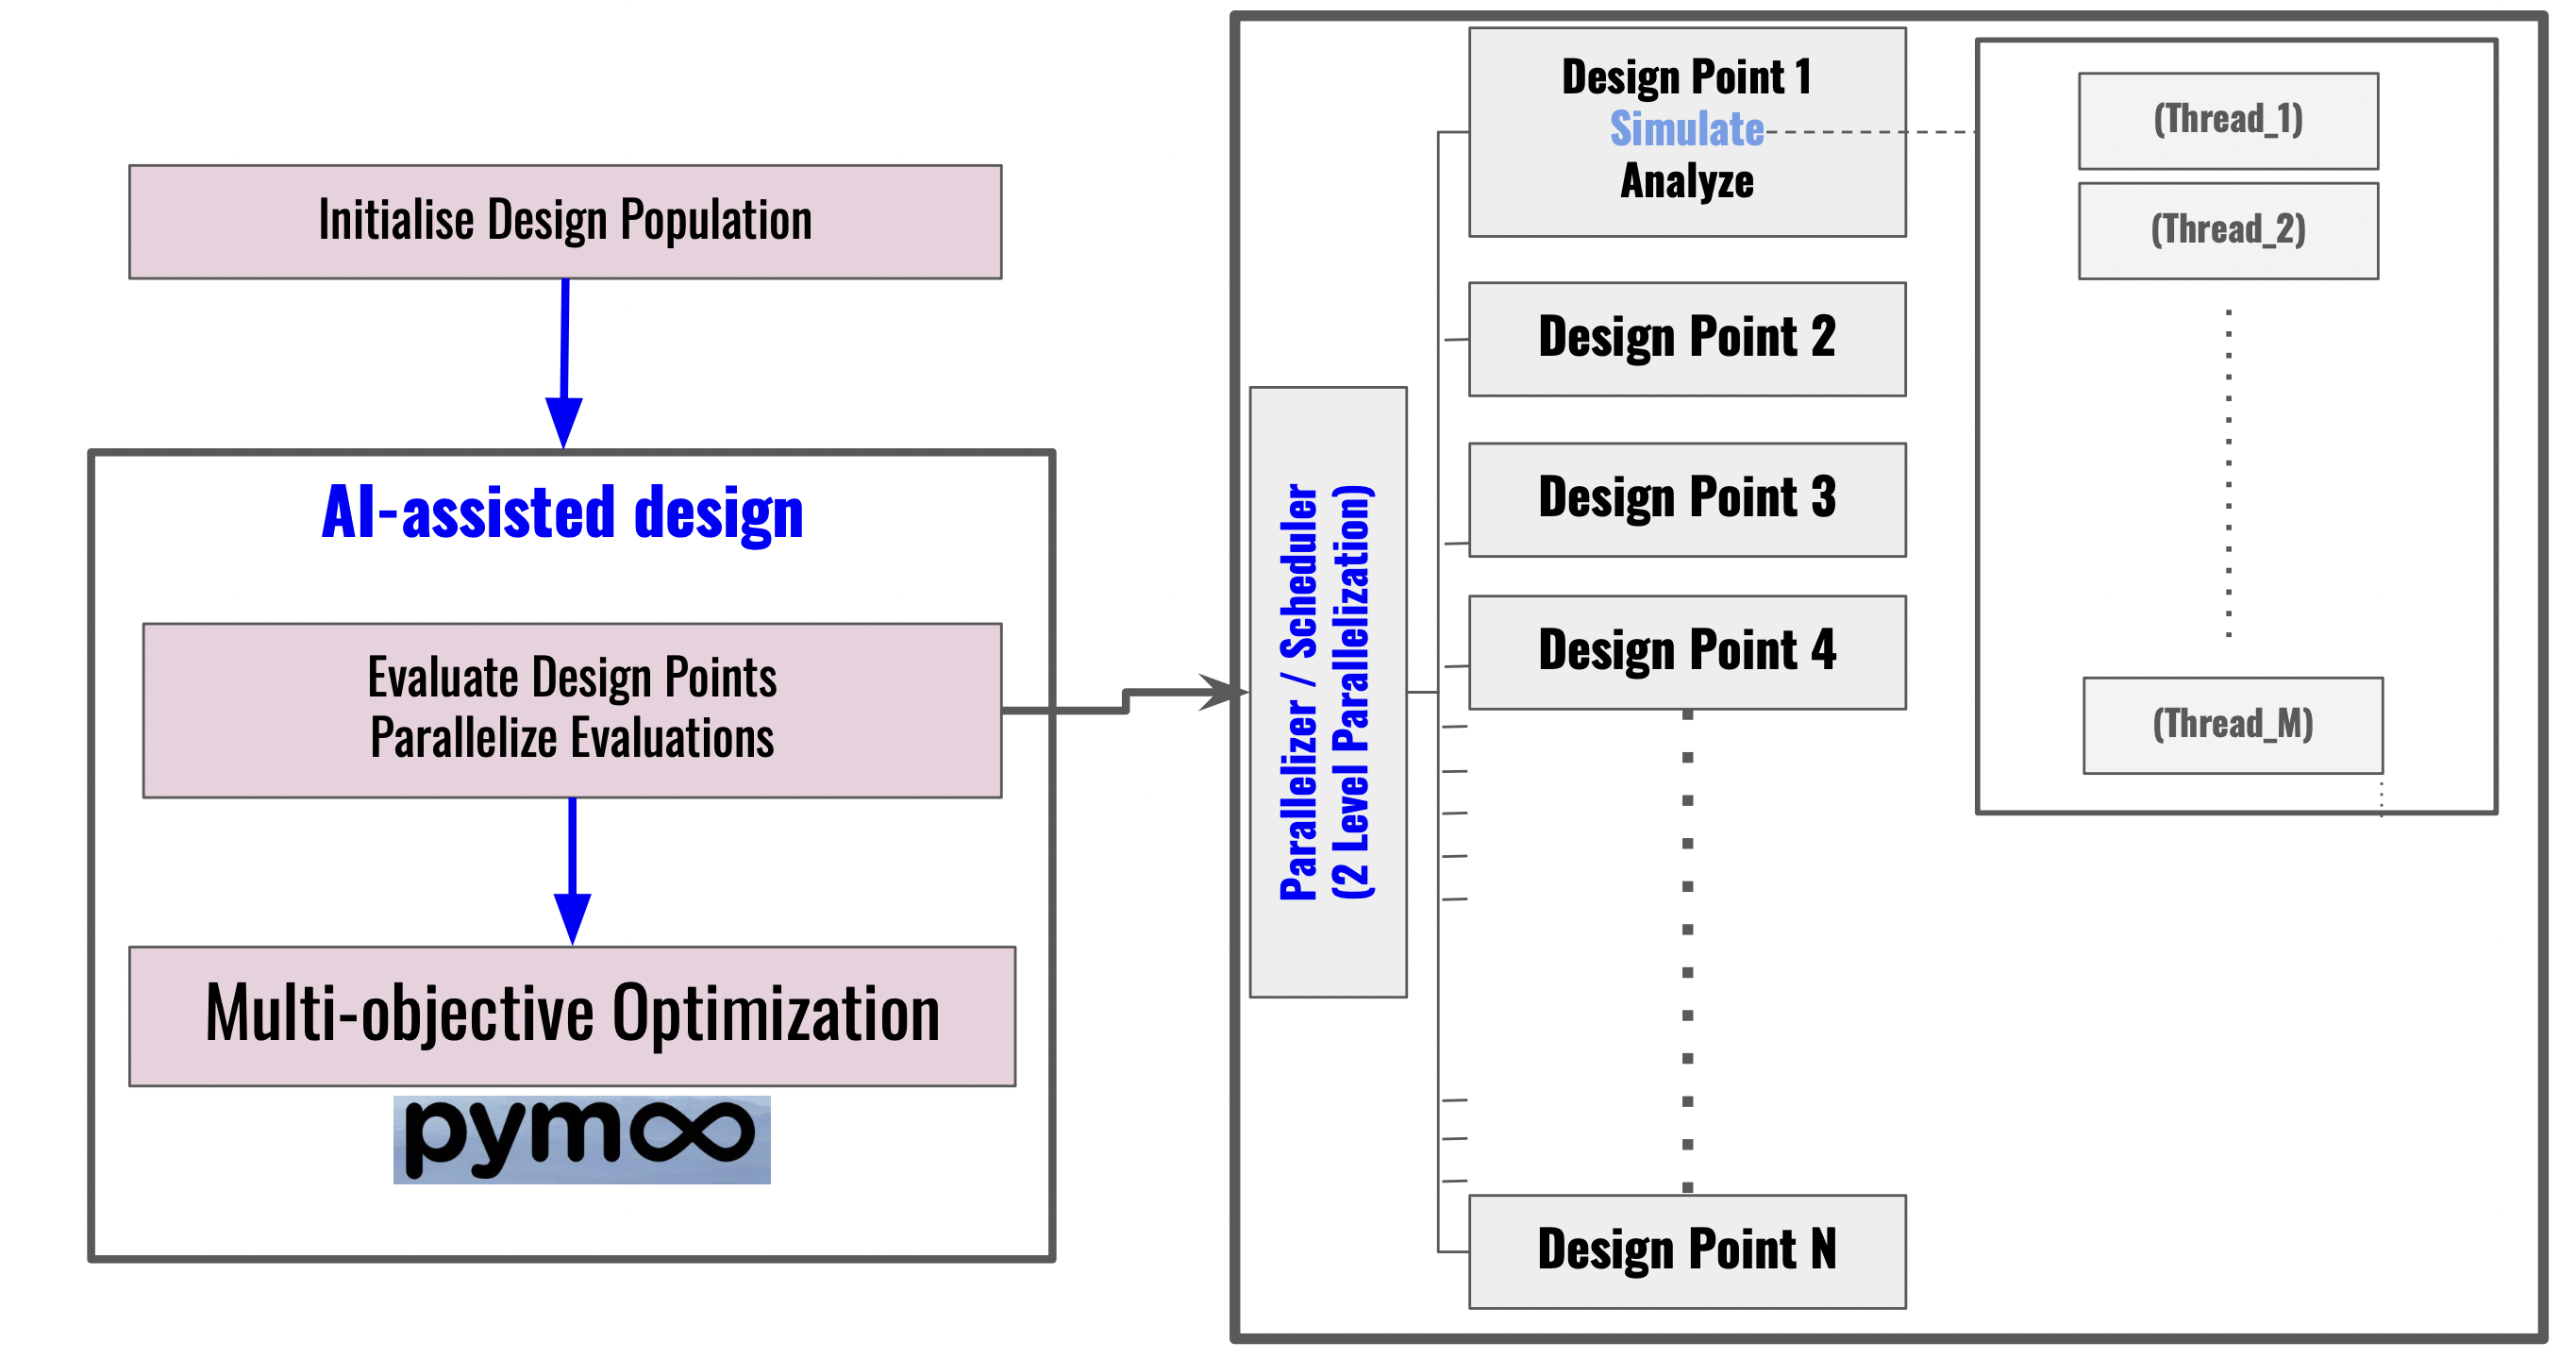 Initialise Design Population
AI-assisted design
Evaluate Design Points
Parallelize Evaluations
Multi-objective Optimization
pymoo
Parallelizer / Scheduler
(2 Level Parallelization)
Design Point 1
Simulate
Analyze
Design Point 2
Design Point 3
Design Point 4
Design Point N
(Thread_1)
(Thread_2)
(Thread_M)